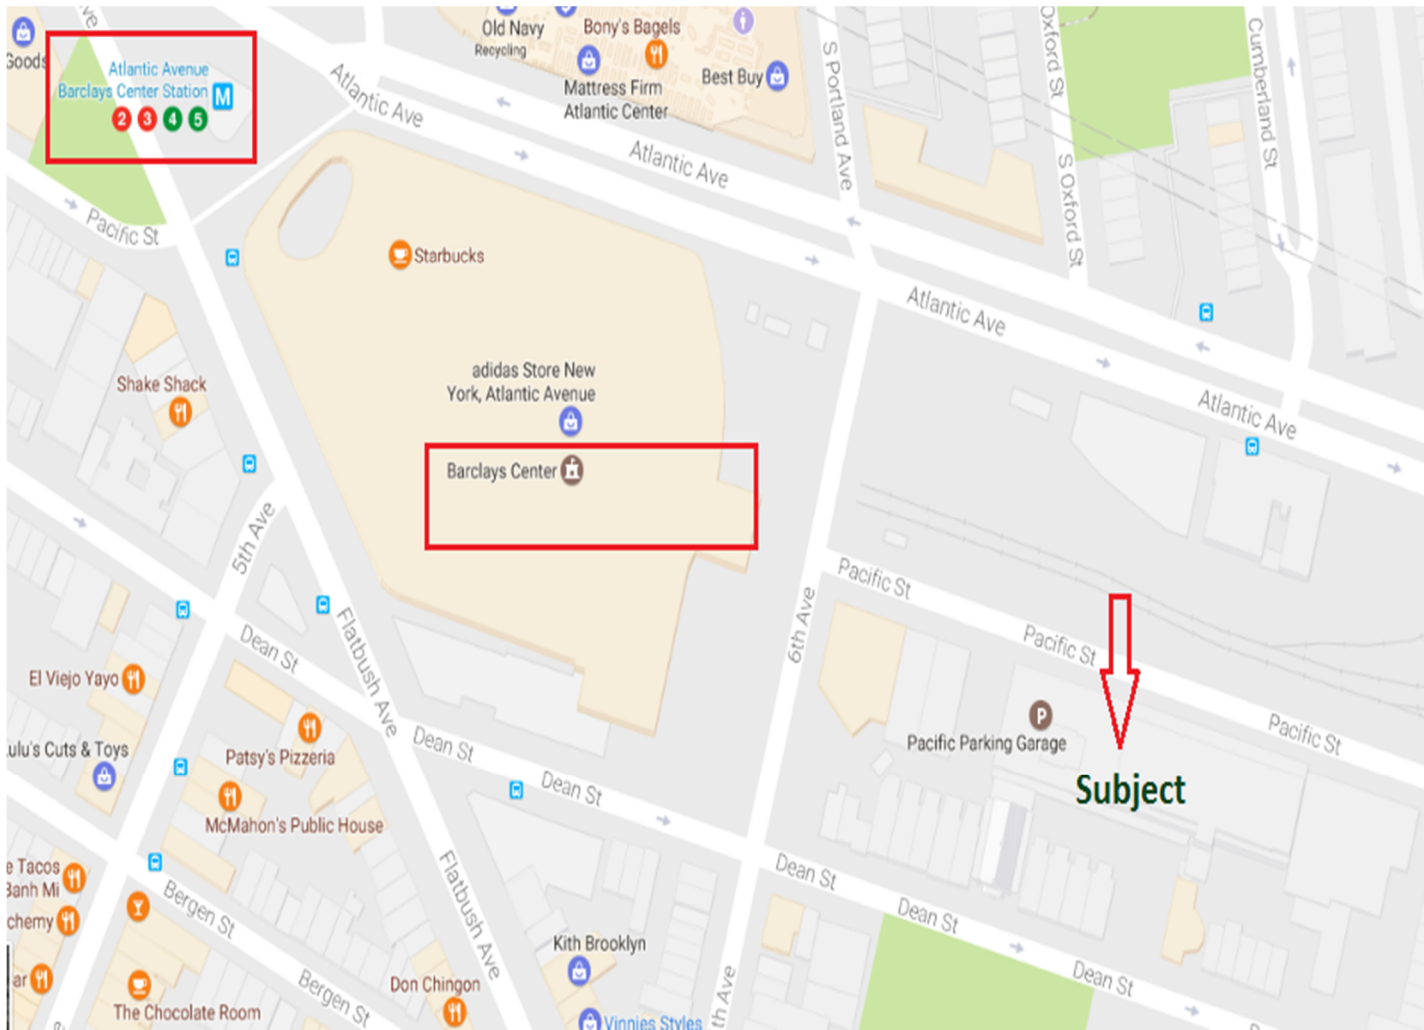 Goods
Atlantic Avenue
Barclays Center Station
M
2 3 4 5
Old Navy
Recycling
Bony's Bagels
Mattress Firm
Atlantic Center
Best Buy
Atlantic Ave
Atlantic Ave
S Portland Ave
Oxford St
S Oxford St
Cumberland St
Pacific St
Starbucks
Atlantic Ave
Atlantic Ave
Shake Shack
adidas Store New
York, Atlantic Avenue
Barclays Center
5th Ave
Flatbush Ave
Dean St
6th Ave
Pacific St
Pacific St
Pacific St
P
Pacific Parking Garage
Subject
El Viejo Yayo
Lulu's Cuts & Toys
Patsy's Pizzeria
McMahon's Public House
Dean St
Dean St
Dean St
Dean St
Dean St
e Tacos
Banh Mi
chemy
ar
Bergen St
Bergen St
Flatbush Ave
Kith Brooklyn
Don Chingon
The Chocolate Room
Vinnies Styles
th Ave